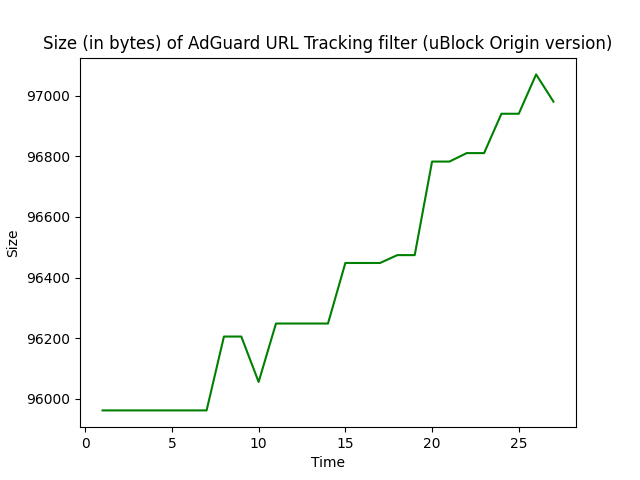 Size (in bytes) of AdGuard URL Tracking filter (uBlock Origin version)
97000
96800
96600
96400
96200
96000
Size
0 5 10 15 20 25
Time